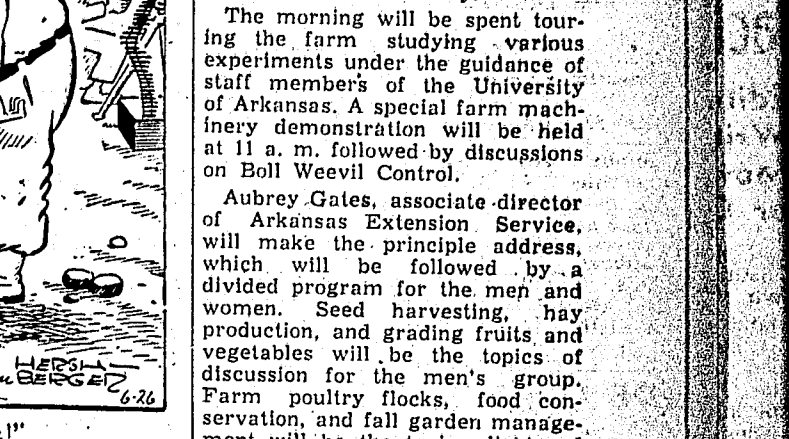 The morning will be spent tour-
ing the farm studying various
experiments under the guidance of
staff members of the University
of Arkansas. A special farm mach-
inery demonstration will be held
at 11 a. m. followed by discussions
on Boll Weevil Control.
Aubrey Gates, associate director
of Arkansas Extension Service,
will make the principle address,
which will be followed by a
divided program for the men and
women. Seed harvesting, hay
production, and grading fruits and
vegetables will be the topics of
discussion for the men's group.
Farm poultry flocks, food con-
servation, and fall garden manage-
ment will be the
HERSH
BERGER
6-26
!"